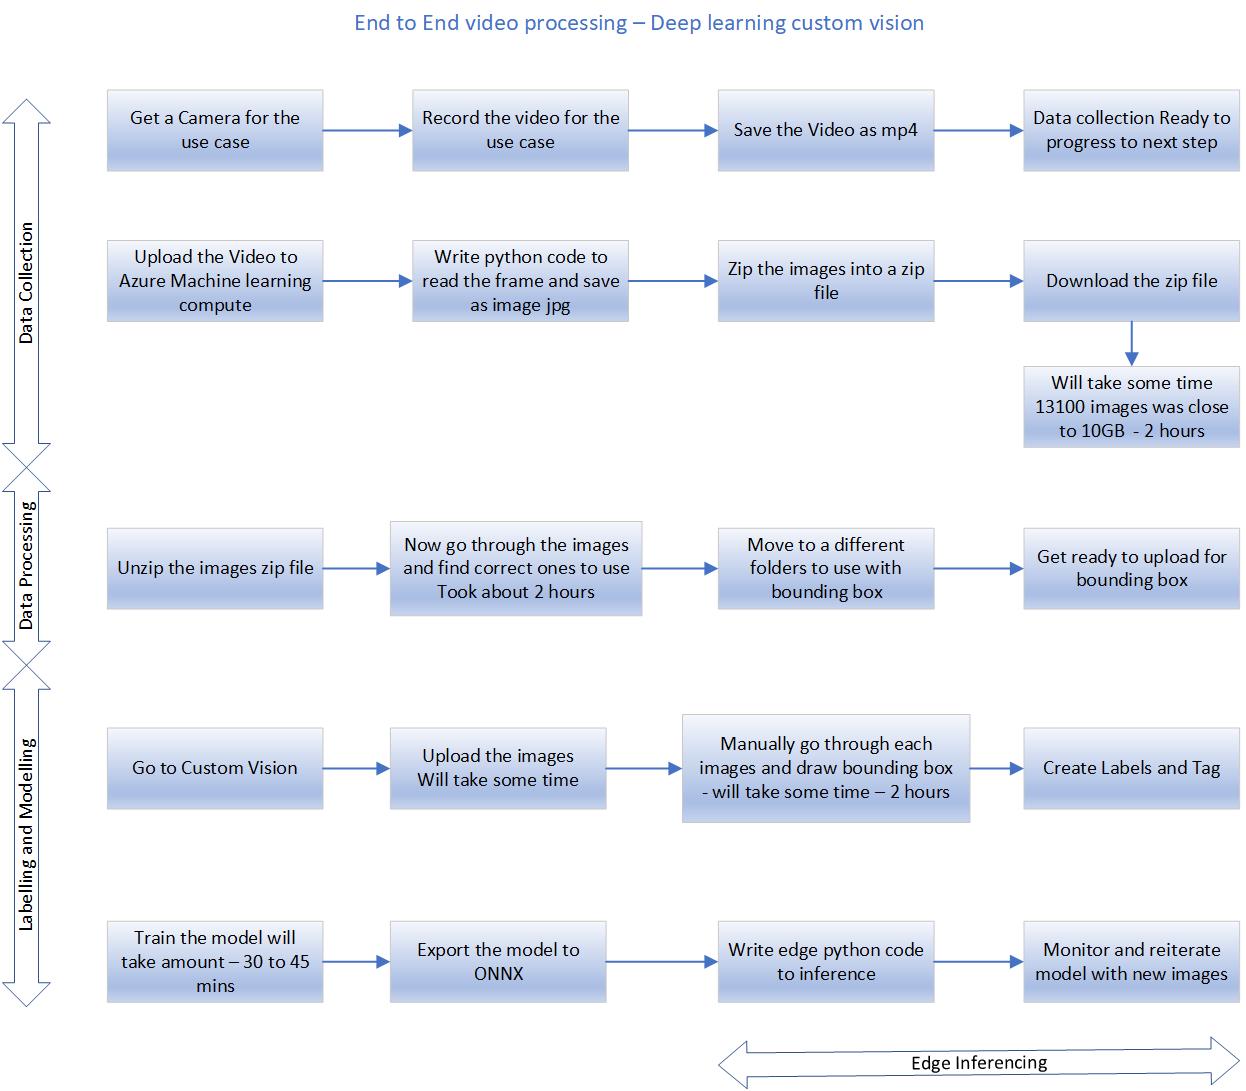 End to End video processing – Deep learning custom vision
Data Collection
Get a Camera for the
use case
Record the video for the
use case
Save the Video as mp4
Data collection Ready to
progress to next step
Upload the Video to
Azure Machine learning
compute
Write python code to
read the frame and save
as image jpg
Zip the images into a zip
file
Download the zip file
Will take some time
13100 images was close
to 10GB  - 2 hours
Data Processing
Unzip the images zip file
Now go through the images
and find correct ones to use
Took about 2 hours
Move to a different
folders to use with
bounding box
Get ready to upload for
bounding box
Labelling and Modelling
Go to Custom Vision
Upload the images
Will take some time
Manually go through each
images and draw bounding box
- will take some time – 2 hours
Create Labels and Tag
Train the model will
take amount – 30 to 45
mins
Export the model to
ONNX
Write edge python code
to inference
Monitor and reiterate
model with new images
Edge Inferencing